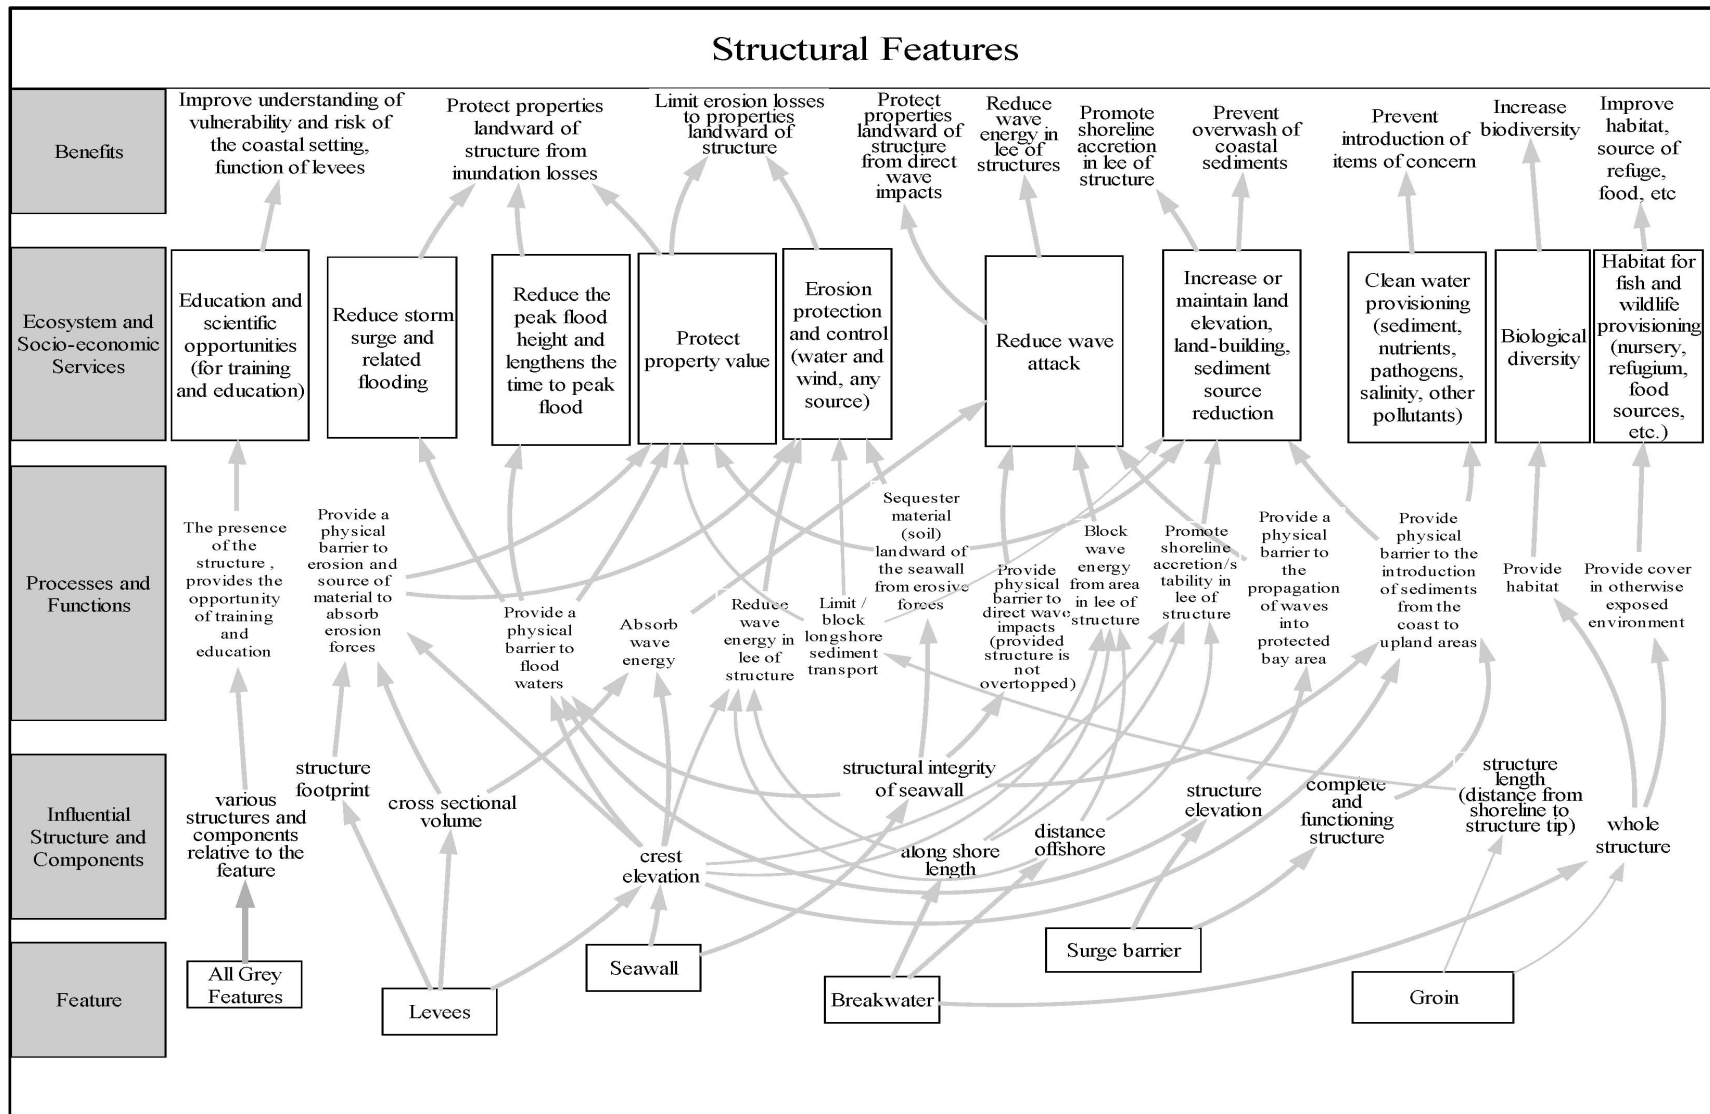 Structural Features
Benefits
Improve understanding of
vulnerability and risk of
the coastal setting,
function of levees
Protect properties
landward of
structure from
inundation losses
Limit erosion losses
to properties
landward of
structure
Protect
properties
landward of
structure
from direct
wave
impacts
Reduce
wave
energy in
lee of
structures
Promote
shoreline
accretion
in lee of
structure
Prevent
overwash of
coastal
sediments
Prevent
introduction of
items of concern
Increase
biodiversity
Improve
habitat,
source of
refuge,
food, etc
Ecosystem and
Socio-economic
Services
Education and
scientific
opportunities
(for training
and education)
Reduce storm
surge and
related
flooding
Reduce the
peak flood
height and
lengthens the
time to peak
flood
Protect
property value
Erosion
protection
and control
(water and
wind, any
source)
Reduce wave
attack
Increase or
maintain land
elevation,
land-building,
sediment
source
reduction
Clean water
provisioning
(sediment,
nutrients,
pathogens,
salinity, other
pollutants)
Biological
diversity
Habitat for
fish and
wildlife
provisioning
(nursery,
refugium,
food
sources,
etc.)
Processes and
Functions
The presence
of the
structure ,
provides the
opportunity
of training
and
education
Provide a
physical
barrier to
erosion and
source of
material to
absorb
erosion
forces
Provide a
physical
barrier to
flood
waters
Absorb
wave
energy
Reduce
wave
energy in
lee of
structure
Limit /
block
longshore
sediment
transport
Sequester
material
(soil)
landward of
the seawall
from erosive
forces
Provide
physical
barrier to
direct wave
impacts
(provided
structure is
not
overtopped)
Block
wave
energy
from area
in lee of
structure
Promote
shoreline
accretion/s
tability in
lee of
structure
Provide a
physical
barrier to
the
propagation
of waves
into
protected
bay area
Provide
physical
barrier to the
introduction
of sediments
from the
coast to
upland areas
Provide
habitat
Provide cover
in otherwise
exposed
environment
Influential
Structure and
Components
various
structures and
components
relative to the
feature
structure
footprint
cross sectional
volume
crest
elevation
structural integrity
of seawall
along shore
length
distance
offshore
structure
elevation
complete
and
functioning
structure
structure
length
(distance from
shoreline to
structure tip)
whole
structure
Feature
All Grey
Features
Levees
Seawall
Breakwater
Surge barrier
Groin